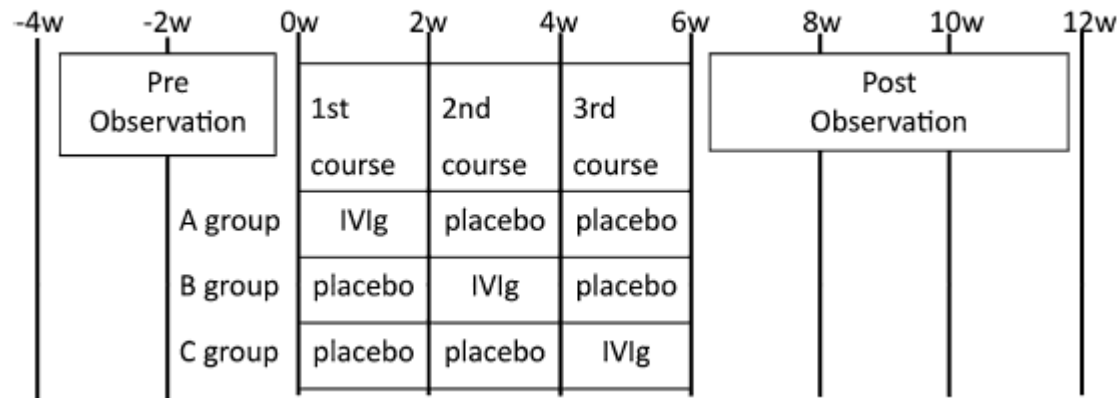 -4w -2w 0w 2w 4w 6w 8w 10w 12w
Pre
Observation
1st
course
2nd
course
3rd
course
Post
Observation
A group IVIg placebo placebo
B group placebo IVIg placebo
C group placebo placebo IVIg